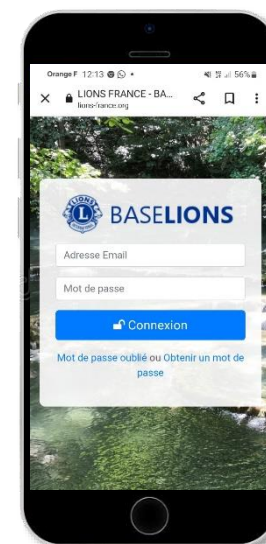 Orange F 12:13
56%
LIONS FRANCE - BA...
lions-france.org
LIONS
L
INTERNATIONAL
BASELIONS
Adresse Email
Mot de passe
Connexion
Mot de passe oublié ou Obtenir un mot de
passe